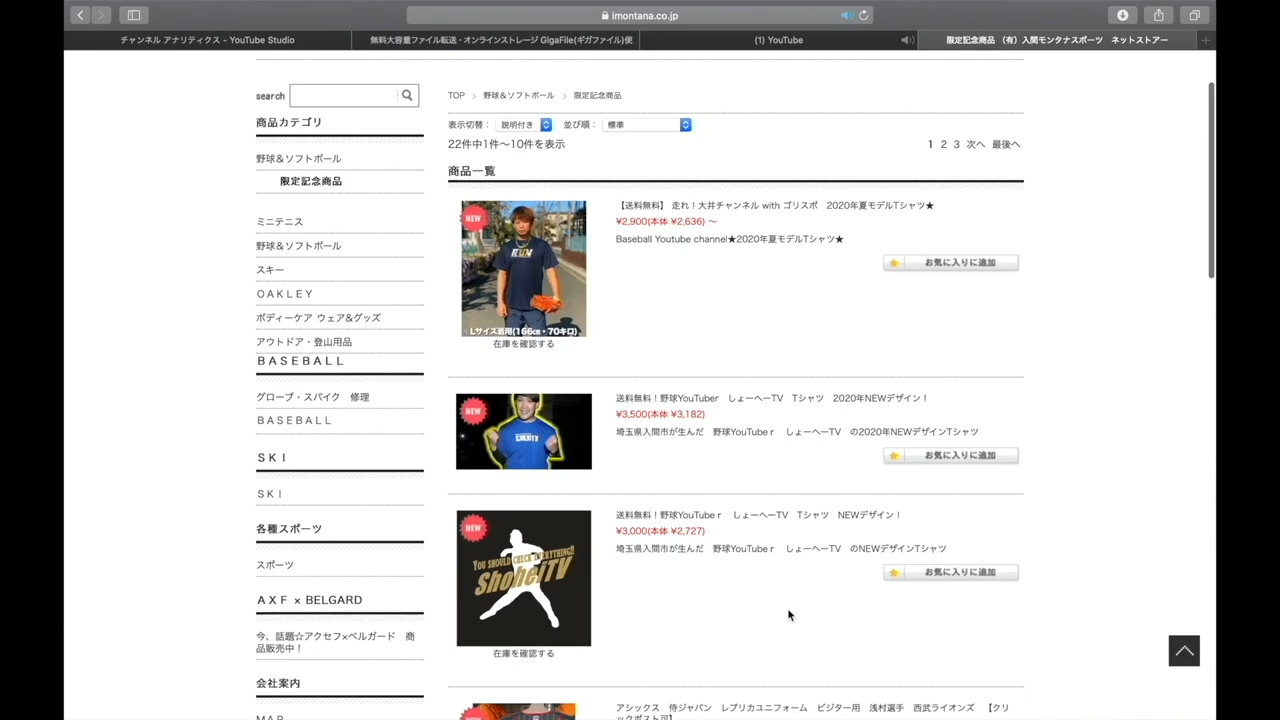 imontana.co.jp
チャンネル アナリティクス - YouTube Studio
無料大容量ファイル転送・オンラインストレージ GigaFile(ギガファイル)便
(1) YouTube
限定記念商品 (有)入間モンタナスポーツ ネットストアー
search
商品カテゴリ
野球&ソフトボール
限定記念商品
ミニテニス
野球&ソフトボール
スキー
OAKLEY
ボディーケア ウェア&グッズ
アウトドア・登山用品
BASEBALL
グローブ・スパイク 修理
BASEBALL
SKI
SKI
各種スポーツ
スポーツ
AXF × BELGARD
今、話題☆アクセフ×ベルガード 商
品販売中!
会社案内
MAP
TOP > 野球&ソフトボール > 限定記念商品
表示切替: 説明付き 並び順: 標準
22件中1件〜10件を表示
1 2 3 次へ 最後へ
商品一覧
NEW
Lサイズ着用(166㎝・70キロ)
在庫を確認する
【送料無料】 走れ!大井チャンネル with ゴリスポ 2020年夏モデルTシャツ★
¥2,900(本体 ¥2,636) 〜
Baseball Youtube channel★2020年夏モデルTシャツ★
お気に入りに追加
NEW
SHOHEITV
送料無料!野球YouTuber しょーへーTV Tシャツ 2020年NEWデザイン!
¥3,500(本体 ¥3,182)
埼玉県入間市が生んだ 野球YouTubeｒ しょーへーTV の2020年NEWデザインTシャツ
お気に入りに追加
NEW
YOU SHOULD CHECK EVERYTHING!!
ShoheiTV
在庫を確認する
送料無料!野球YouTubeｒ しょーへーTV Tシャツ NEWデザイン!
¥3,000(本体 ¥2,727)
埼玉県入間市が生んだ 野球YouTubeｒ しょーへーTV のNEWデザインTシャツ
お気に入りに追加
アシックス 侍ジャパン レプリカユニフォーム ビジター用 浅村選手 西武ライオンズ 【クリ
ックポスト可】